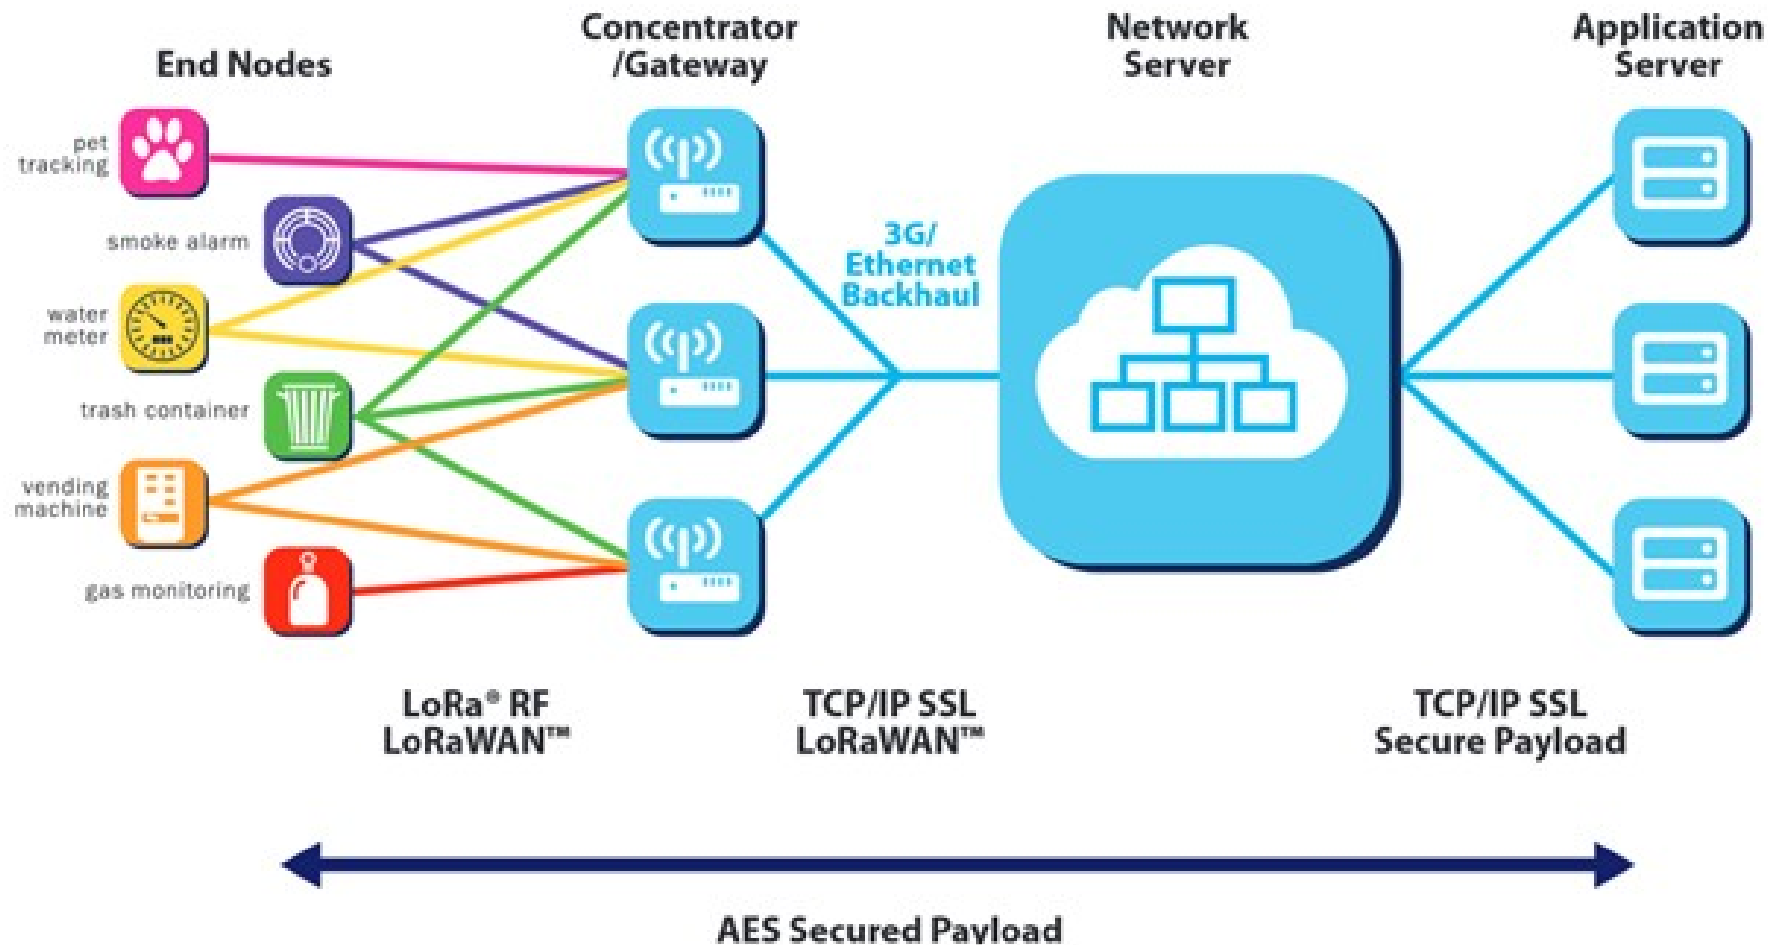 End Nodes
Concentrator
/Gateway
Network
Server
Application
Server
pet
tracking
smoke alarm
water
meter
trash container
vending
machine
gas monitoring
3G/
Ethernet
Backhaul
LoRa® RF
LoRaWAN™
TCP/IP SSL
LoRaWAN™
TCP/IP SSL
Secure Payload
AES Secured Payload